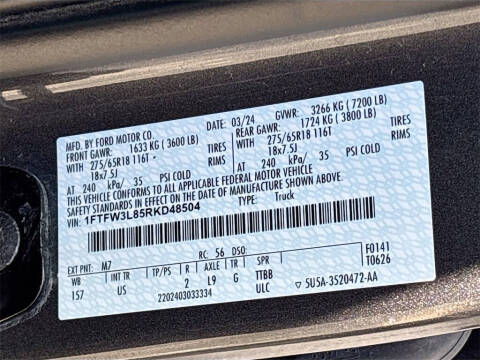 MFD. BY FORD MOTOR CO.
DATE: 03/24 GVWR: 3266 KG ( 7200 LB)
FRONT GAWR: 1633 KG ( 3600 LB)
REAR GAWR: 1724 KG ( 3800 LB)
275/65R18 116T TIRES
275/65R18 116T TIRES
18x7.5J RIMS
18x7.5J RIMS
AT 240 kPa/ 35 PSI COLD
AT 240 kPa/ 35 PSI COLD
THIS VEHICLE CONFORMS TO ALL APPLICABLE FEDERAL MOTOR VEHICLE
SAFETY STANDARDS IN EFFECT ON THE DATE OF MANUFACTURE SHOWN ABOVE.
VIN: 1FTFW3L85RKD48504
TYPE: Truck
EXT PNT: M7 RC: 56 DSO: F0141
WB INT TR TP/PS R AXLE TR SPR T0626
157 US 2 L9 G TTBB
2202403033334 ULC ▽ 5U5A-3520472-AA